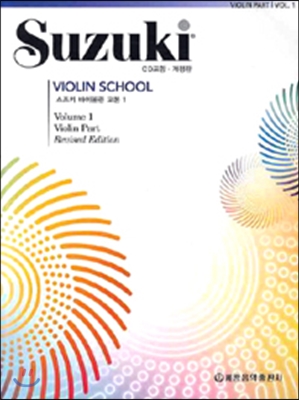 VIOLIN PART | VOL. 1
Suzuki®
CD포함 · 개정판
VIOLIN SCHOOL
스즈키 바이올린 교본 1
Volume 1
Violin Part
Revised Edition